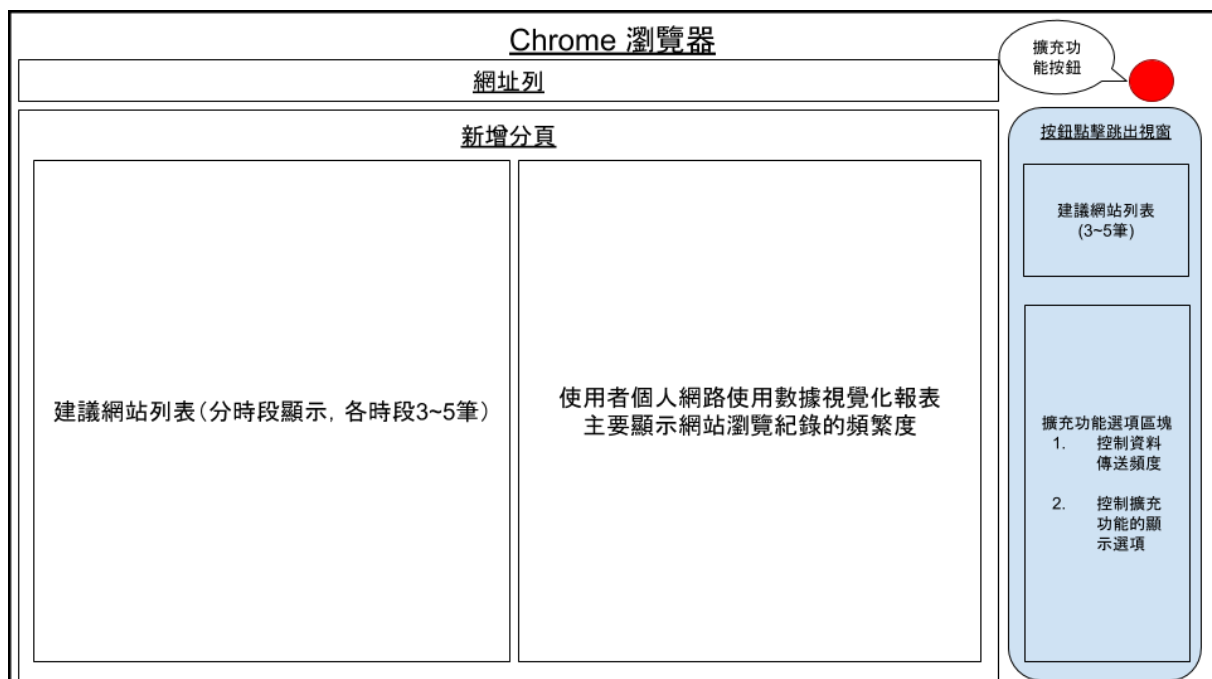 Chrome 瀏覽器
擴充功
能按鈕
網址列
新增分頁
建議網站列表(分時段顯示, 各時段3~5筆)
使用者個人網路使用數據視覺化報表
主要顯示網站瀏覽紀錄的頻繁度
按鈕點擊跳出視窗
建議網站列表
(3~5筆)
擴充功能選項區塊
1. 控制資料
傳送頻度
2. 控制擴充
功能的顯
示選項